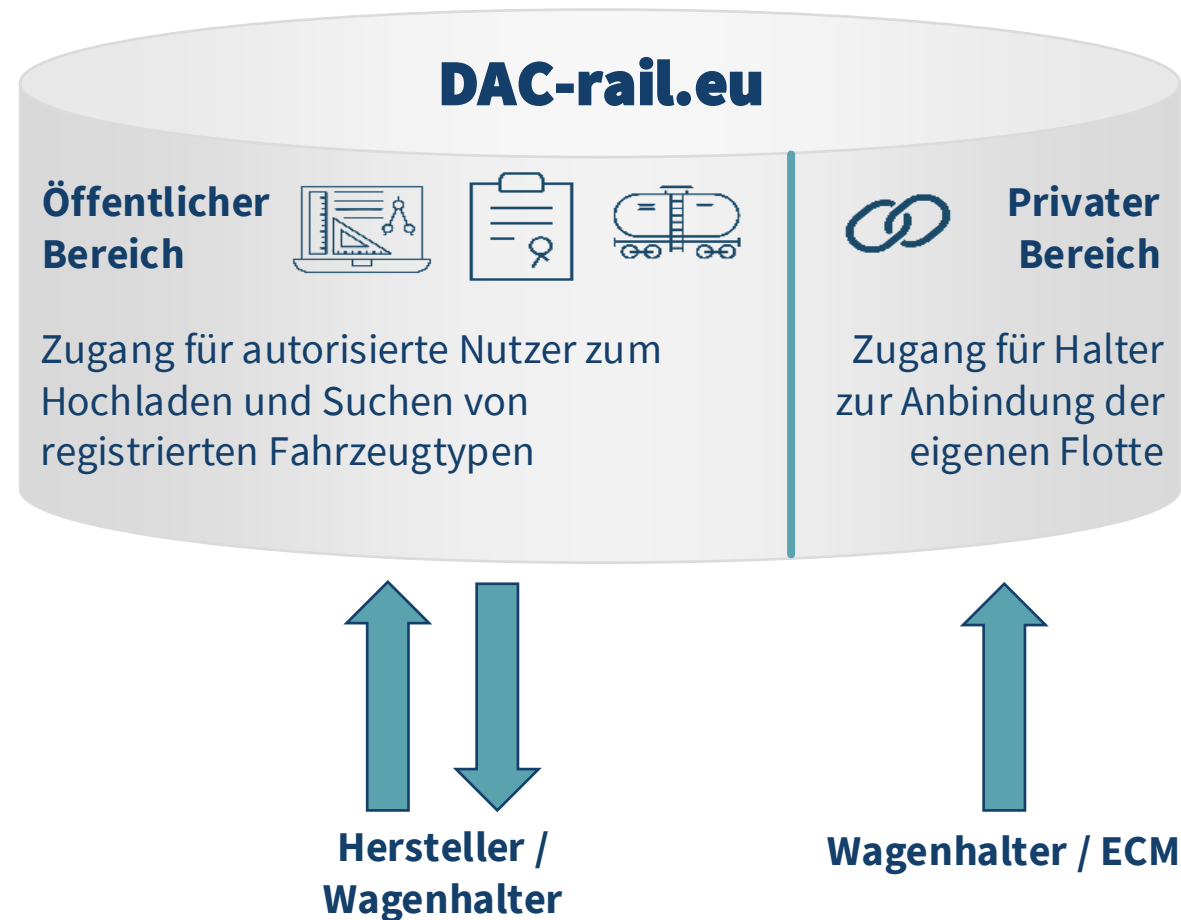 DAC-rail.eu
Öffentlicher
Bereich
Zugang für autorisierte Nutzer zum
Hochladen und Suchen von
registrierten Fahrzeugtypen
Privater
Bereich
Zugang für Halter
zur Anbindung der
eigenen Flotte
Hersteller /
Wagenhalter
Wagenhalter / ECM